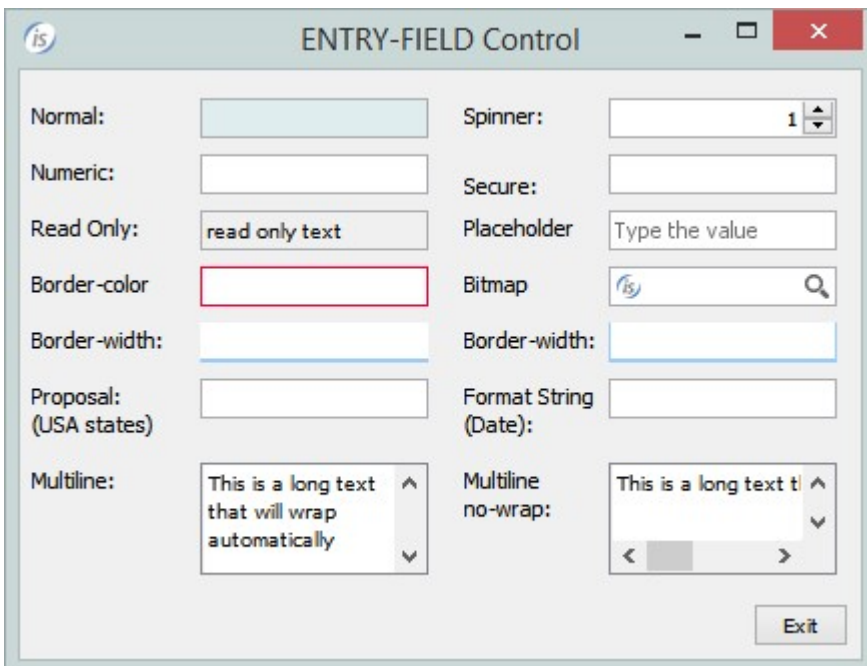 is
ENTRY-FIELD Control
Normal:
Spinner:
1
Numeric:
Secure:
Read Only:
read only text
Placeholder
Type the value
Border-color
Bitmap
is
Border-width:
Border-width:
Proposal:
(USA states)
Format String
(Date):
Multiline:
This is a long text
that will wrap
automatically
Multiline
no-wrap:
This is a long text
Exit